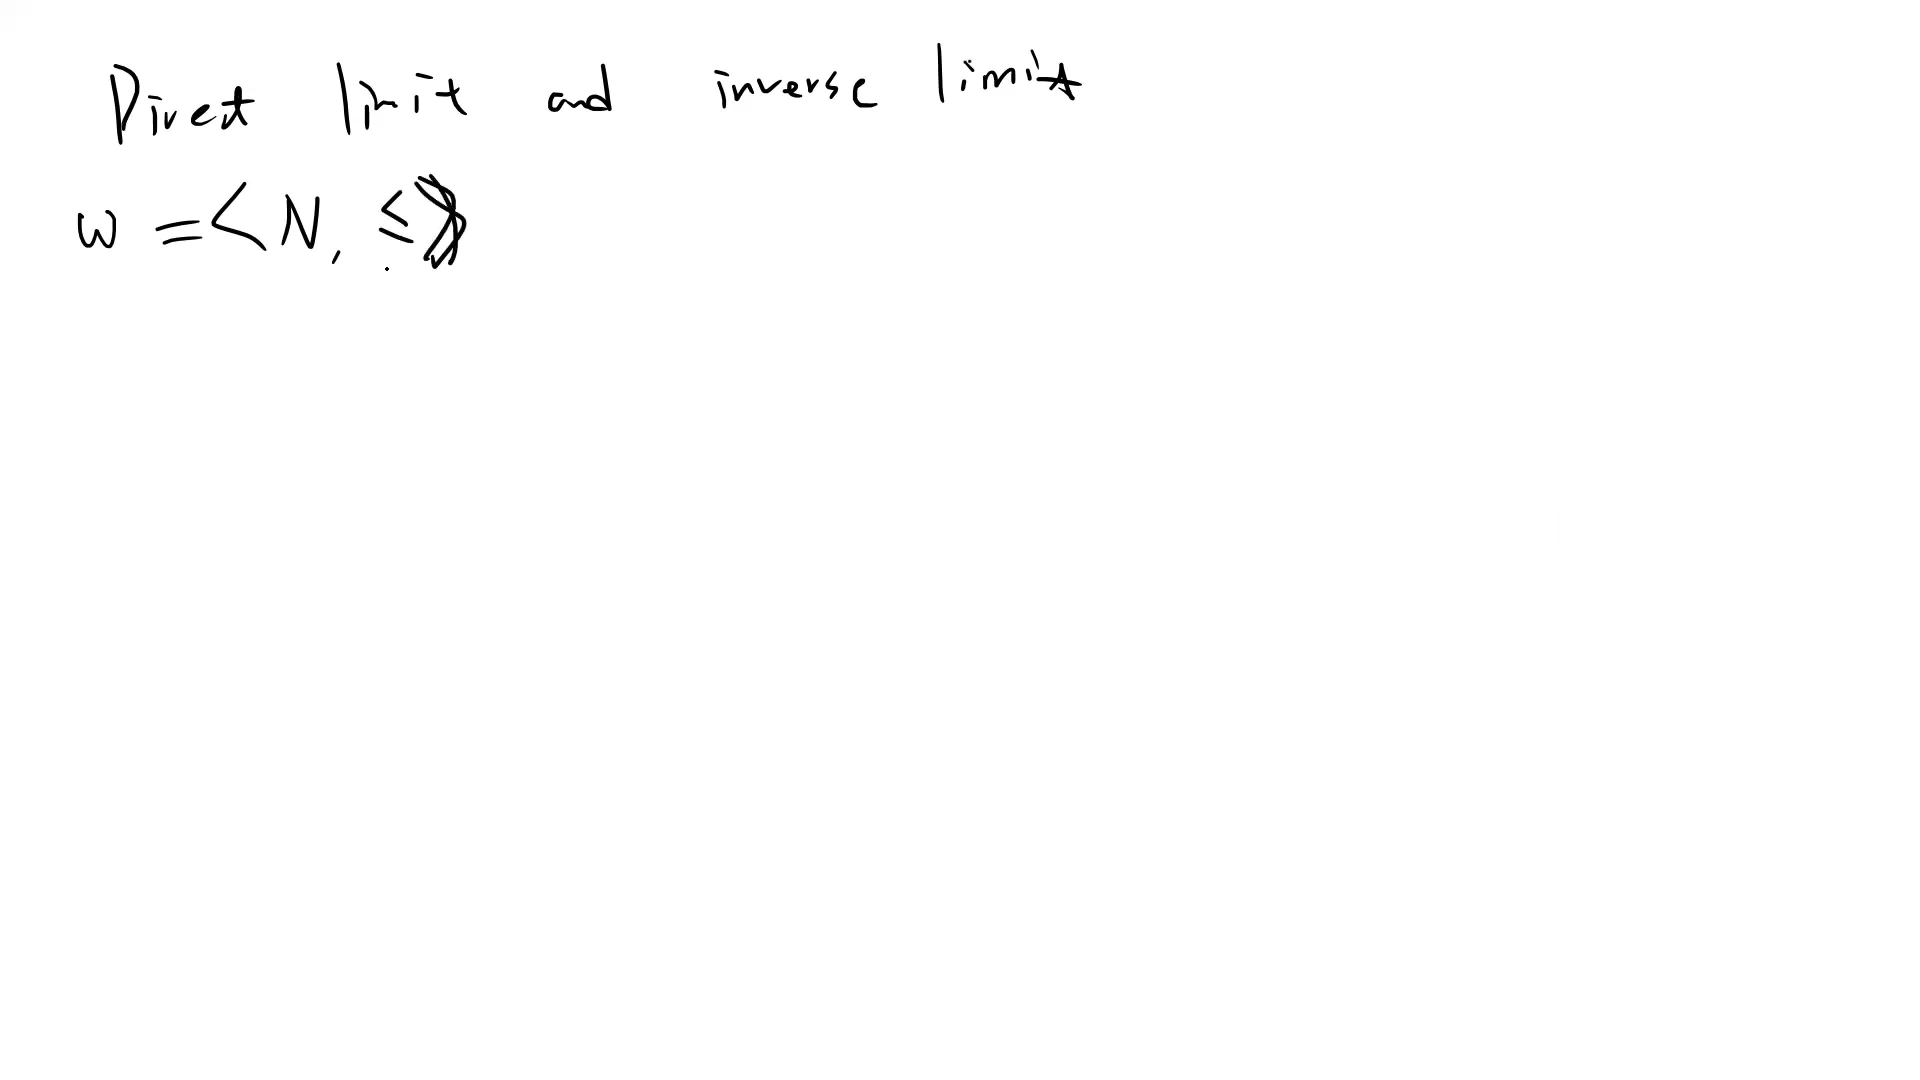 Direct limit and inverse limit
ω = <N, ≤>